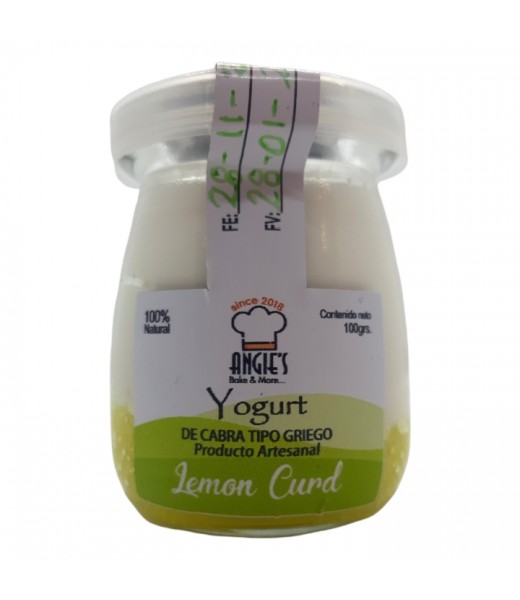 FE: 28-11-
FV: 28-01-
since 2018
100%
Natural
Contenido neto
100grs.
ANGIE'S
Bake & More...
Yogurt
DE CABRA TIPO GRIEGO
Producto Artesanal
Lemon Curd